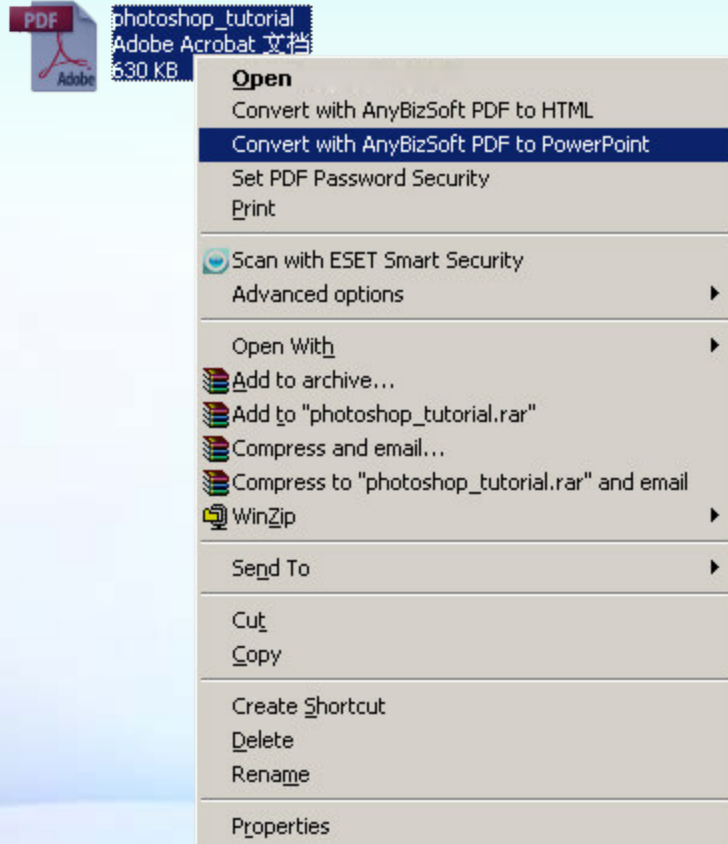 PDF
Adobe
photoshop_tutorial
Adobe Acrobat 文档
630 KB
Open
Convert with AnyBizSoft PDF to HTML
Convert with AnyBizSoft PDF to PowerPoint
Set PDF Password Security
Print
Scan with ESET Smart Security
Advanced options
Open With
Add to archive...
Add to "photoshop_tutorial.rar"
Compress and email...
Compress to "photoshop_tutorial.rar" and email
WinZip
Send To
Cut
Copy
Create Shortcut
Delete
Rename
Properties